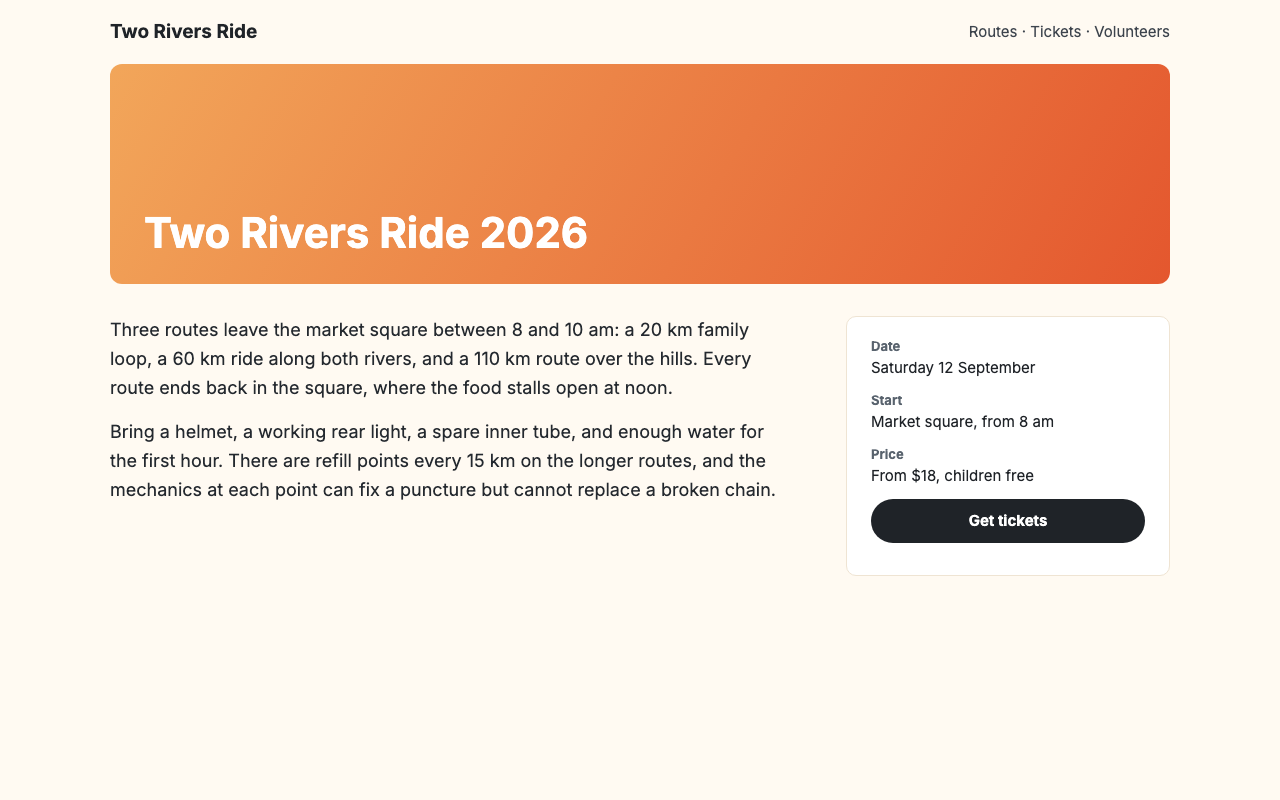 Two Rivers Ride
Routes · Tickets · Volunteers
Two Rivers Ride 2026
Three routes leave the market square between 8 and 10 am: a 20 km family
loop, a 60 km ride along both rivers, and a 110 km route over the hills. Every
route ends back in the square, where the food stalls open at noon.
Bring a helmet, a working rear light, a spare inner tube, and enough water for
the first hour. There are refill points every 15 km on the longer routes, and the
mechanics at each point can fix a puncture but cannot replace a broken chain.
Date
Saturday 12 September
Start
Market square, from 8 am
Price
From $18, children free
Get tickets